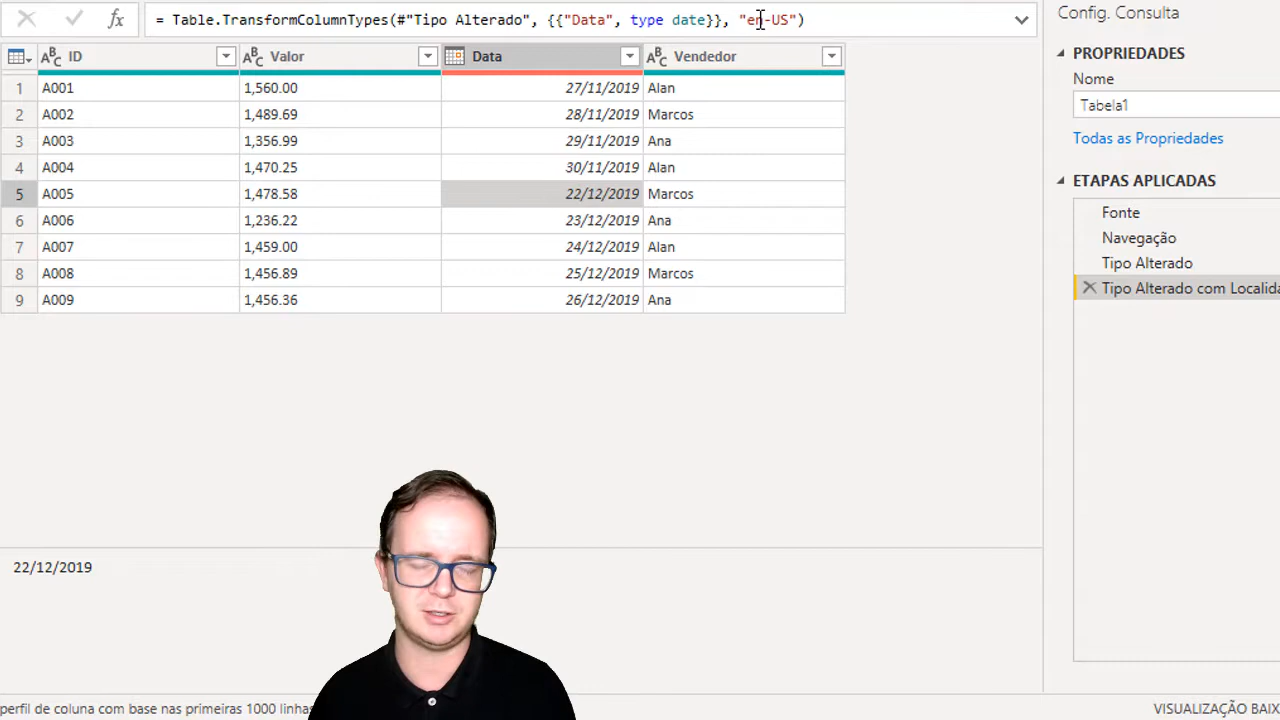 = Table.TransformColumnTypes(#"Tipo Alterado", {{"Data", type date}}, "en-US")
Config. Consulta
PROPRIEDADES
Nome
Tabela1
Todas as Propriedades
ETAPAS APLICADAS
Fonte
Navegação
Tipo Alterado
Tipo Alterado com Localida
ID Valor Data Vendedor
1 A001 1,560.00 27/11/2019 Alan
2 A002 1,489.69 28/11/2019 Marcos
3 A003 1,356.99 29/11/2019 Ana
4 A004 1,470.25 30/11/2019 Alan
5 A005 1,478.58 22/12/2019 Marcos
6 A006 1,236.22 23/12/2019 Ana
7 A007 1,459.00 24/12/2019 Alan
8 A008 1,456.89 25/12/2019 Marcos
9 A009 1,456.36 26/12/2019 Ana
22/12/2019
perfil de coluna com base nas primeiras 1000 linhas
VISUALIZAÇÃO BAIX